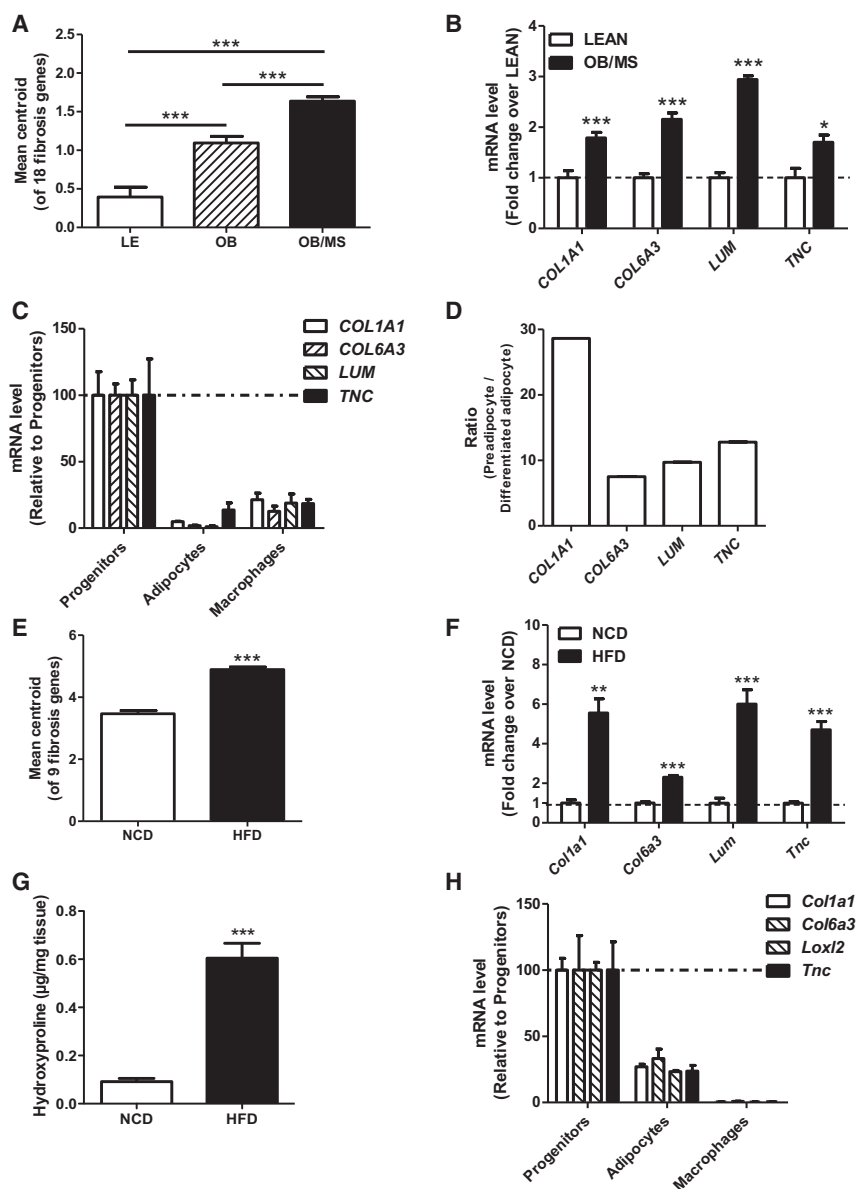 A
Mean centroid
(of 18 fibrosis genes)
2.5
2.0
1.5
1.0
0.5
0.0
***
***
***
LE
OB
OB/MS
B
mRNA level
(Fold change over LEAN)
4
3
2
1
0
LEAN
OB/MS
***
***
***
*
COL1A1
COL6A3
LUM
TNC
C
mRNA level
(Relative to Progenitors)
150
100
50
0
COL1A1
COL6A3
LUM
TNC
Progenitors
Adipocytes
Macrophages
D
Ratio
(Preadipocyte /
Differentiated adipocyte)
30
20
10
0
COL1A1
COL6A3
LUM
TNC
E
Mean centroid
(of 9 fibrosis genes)
6
4
2
0
***
NCD
HFD
F
mRNA level
(Fold change over NCD)
10
8
6
4
2
1
0
NCD
HFD
**
***
***
***
Col1a1
Col6a3
Lum
Tnc
G
Hydroxyproline (µg/mg tissue)
0.8
0.6
0.4
0.2
0.0
***
NCD
HFD
H
mRNA level
(Relative to Progenitors)
150
100
50
0
Col1a1
Col6a3
Loxl2
Tnc
Progenitors
Adipocytes
Macrophages